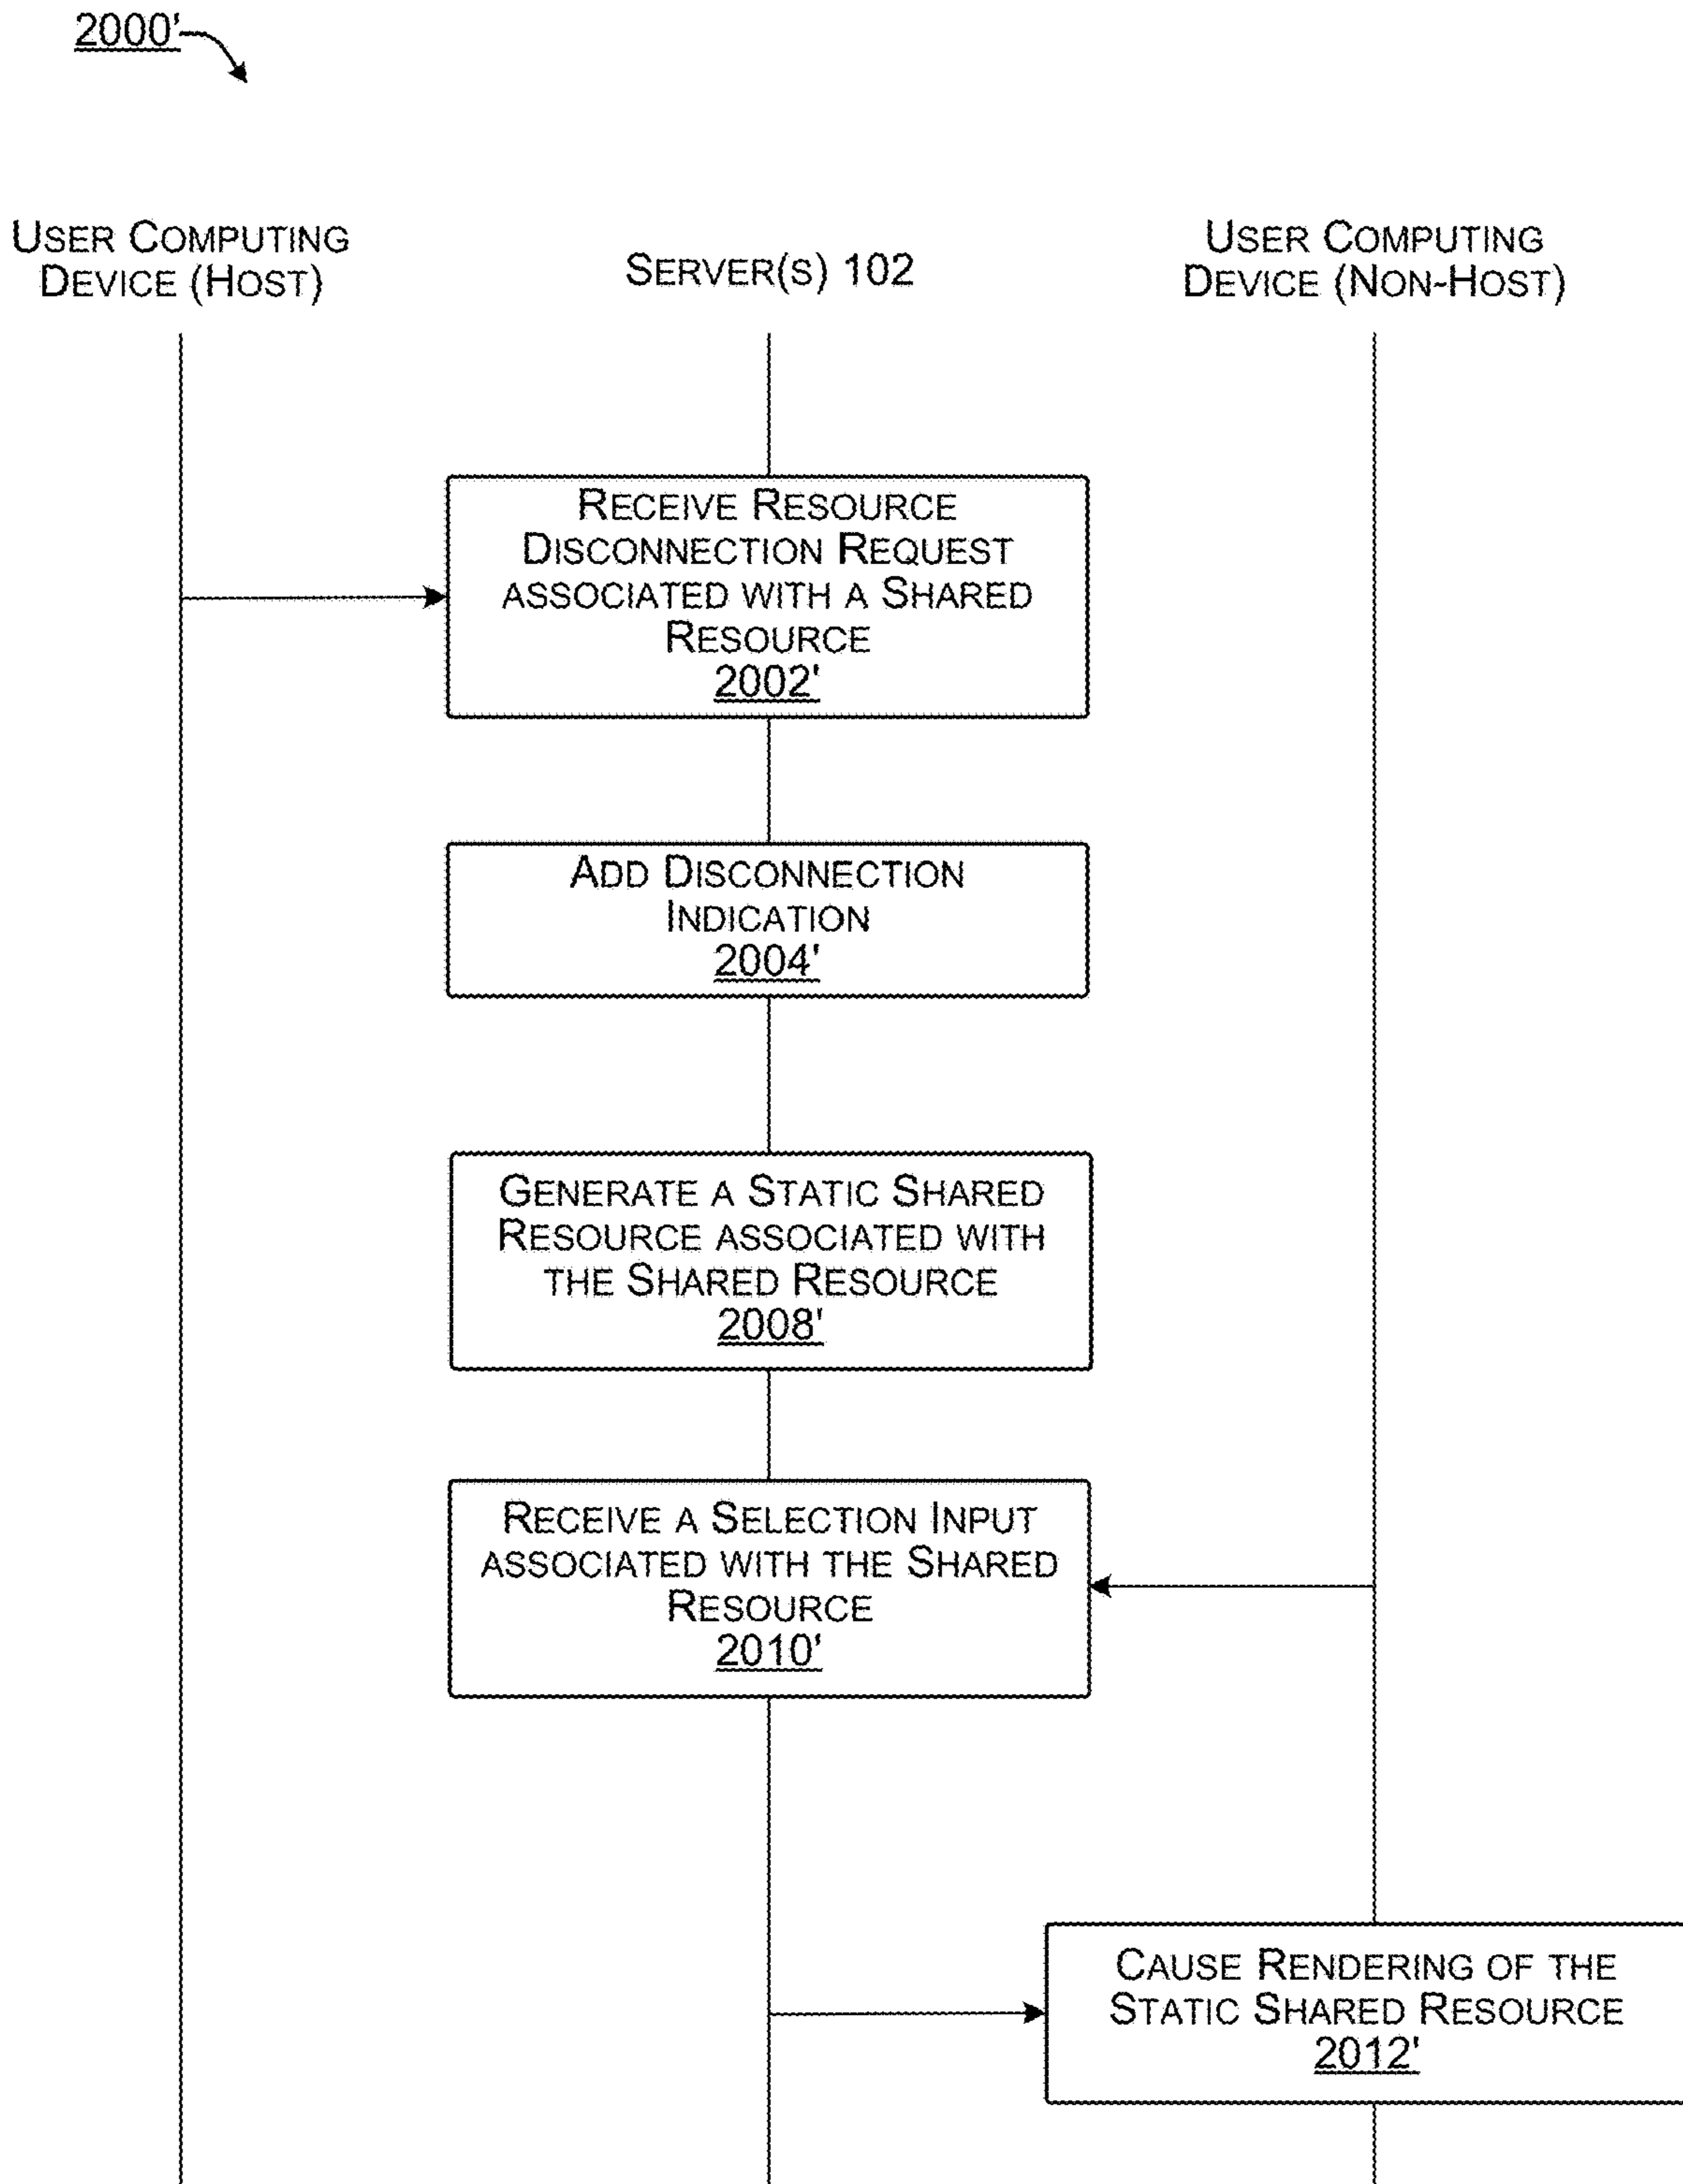 2000'
USER COMPUTING
DEVICE (HOST)
SERVER(S) 102
USER COMPUTING
DEVICE (NON-HOST)
RECEIVE RESOURCE
DISCONNECTION REQUEST
ASSOCIATED WITH A SHARED
RESOURCE
2002'
ADD DISCONNECTION
INDICATION
2004'
GENERATE A STATIC SHARED
RESOURCE ASSOCIATED WITH
THE SHARED RESOURCE
2008'
RECEIVE A SELECTION INPUT
ASSOCIATED WITH THE SHARED
RESOURCE
2010'
CAUSE RENDERING OF THE
STATIC SHARED RESOURCE
2012'